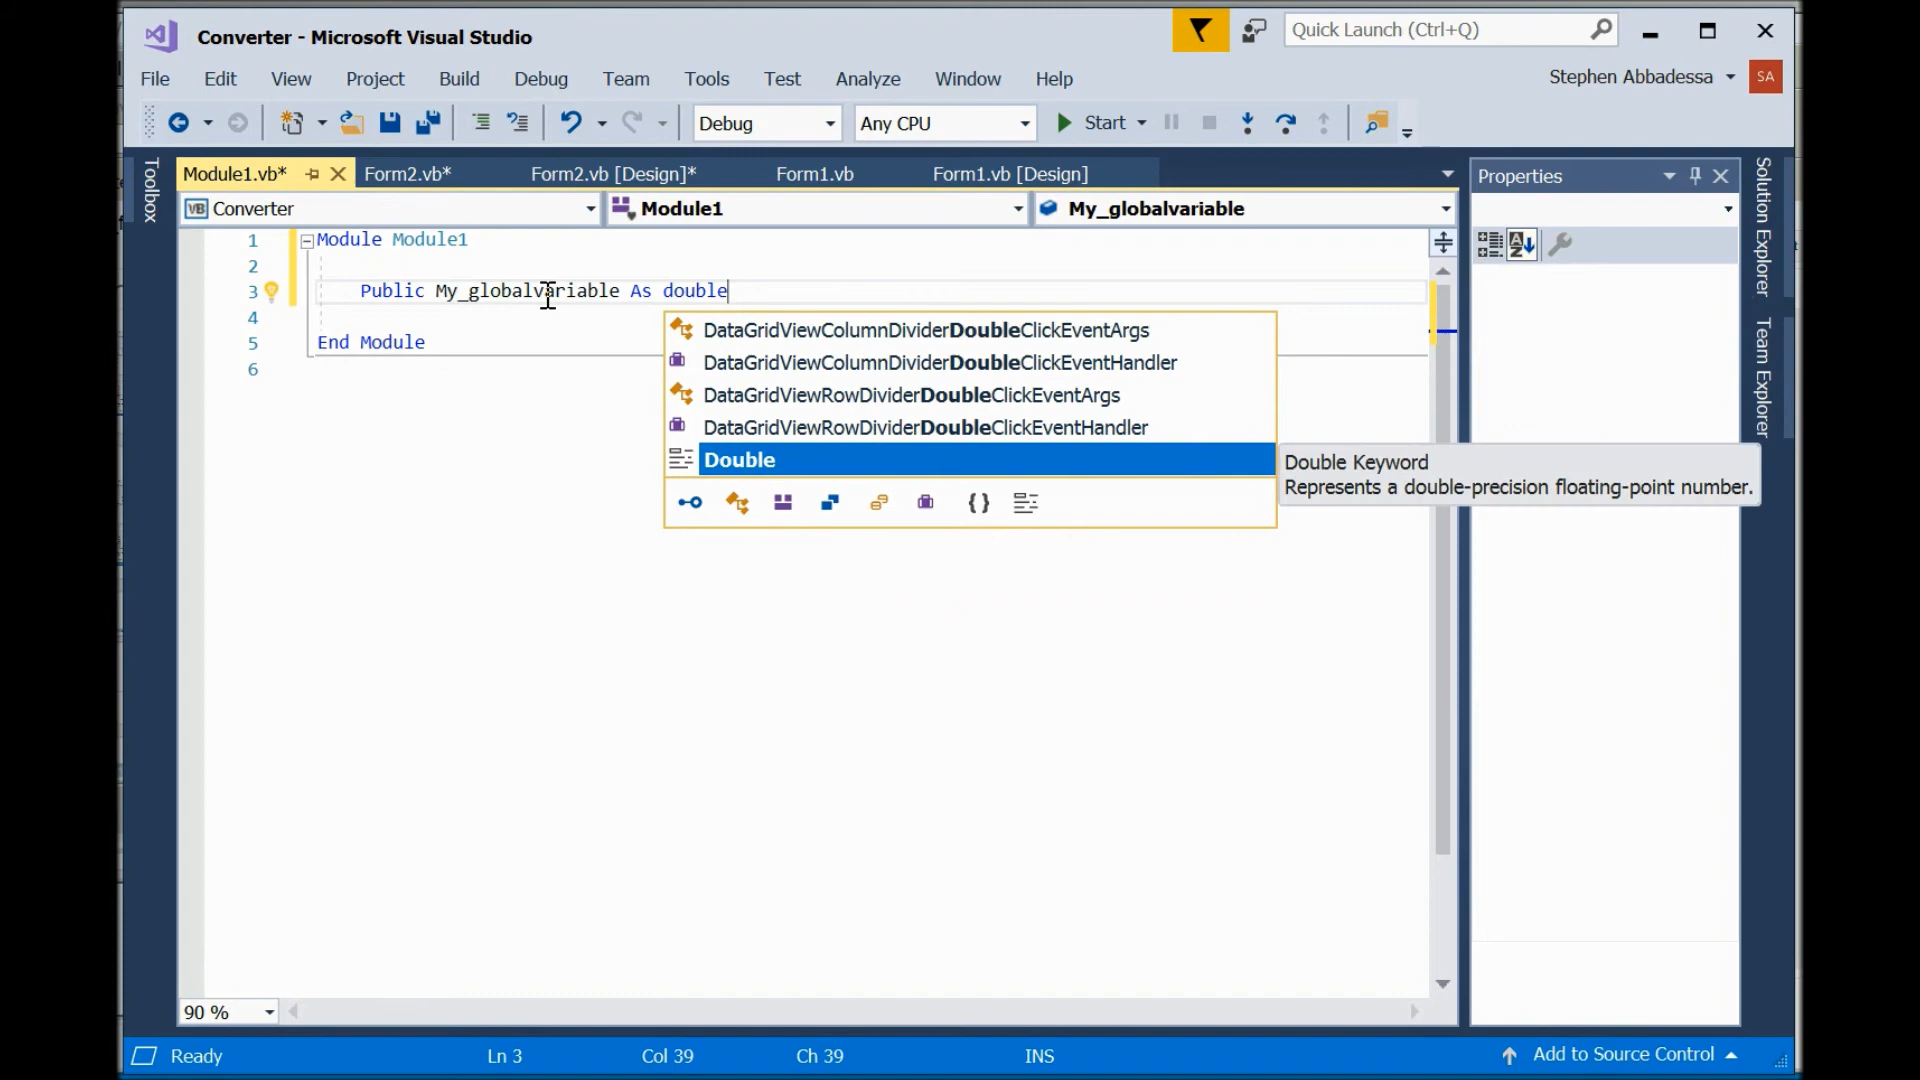 Converter - Microsoft Visual Studio
Quick Launch (Ctrl+Q)
File Edit View Project Build Debug Team Tools Test Analyze Window Help
Stephen Abbadessa SA
Debug Any CPU Start
Toolbox
Module1.vb* Form2.vb* Form2.vb [Design]* Form1.vb Form1.vb [Design]
Properties
Solution Explorer
Team Explorer
VB Converter Module1 My_globalvariable
1 Module Module1
2
3 Public My_globalvariable As double
4
5 End Module
6
DataGridViewColumnDividerDoubleClickEventArgs
DataGridViewColumnDividerDoubleClickEventHandler
DataGridViewRowDividerDoubleClickEventArgs
DataGridViewRowDividerDoubleClickEventHandler
Double
Double Keyword
Represents a double-precision floating-point number.
90 %
Ready Ln 3 Col 39 Ch 39 INS Add to Source Control